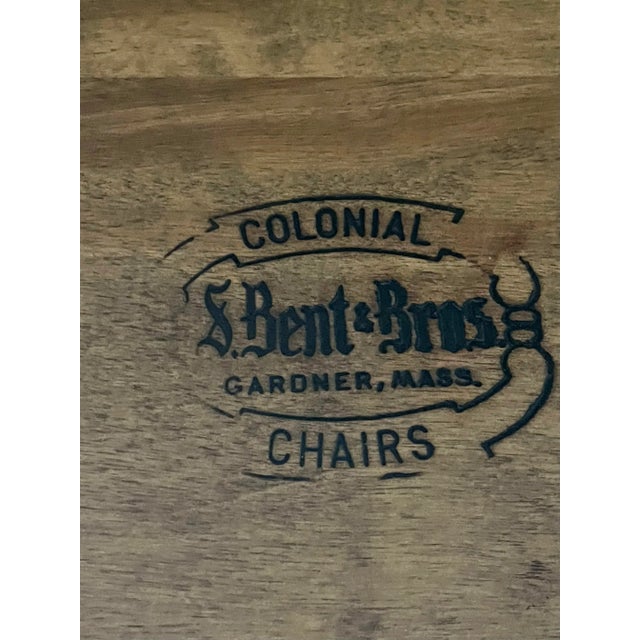 COLONIAL
S. Bent & Bros.
GARDNER, MASS.
CHAIRS